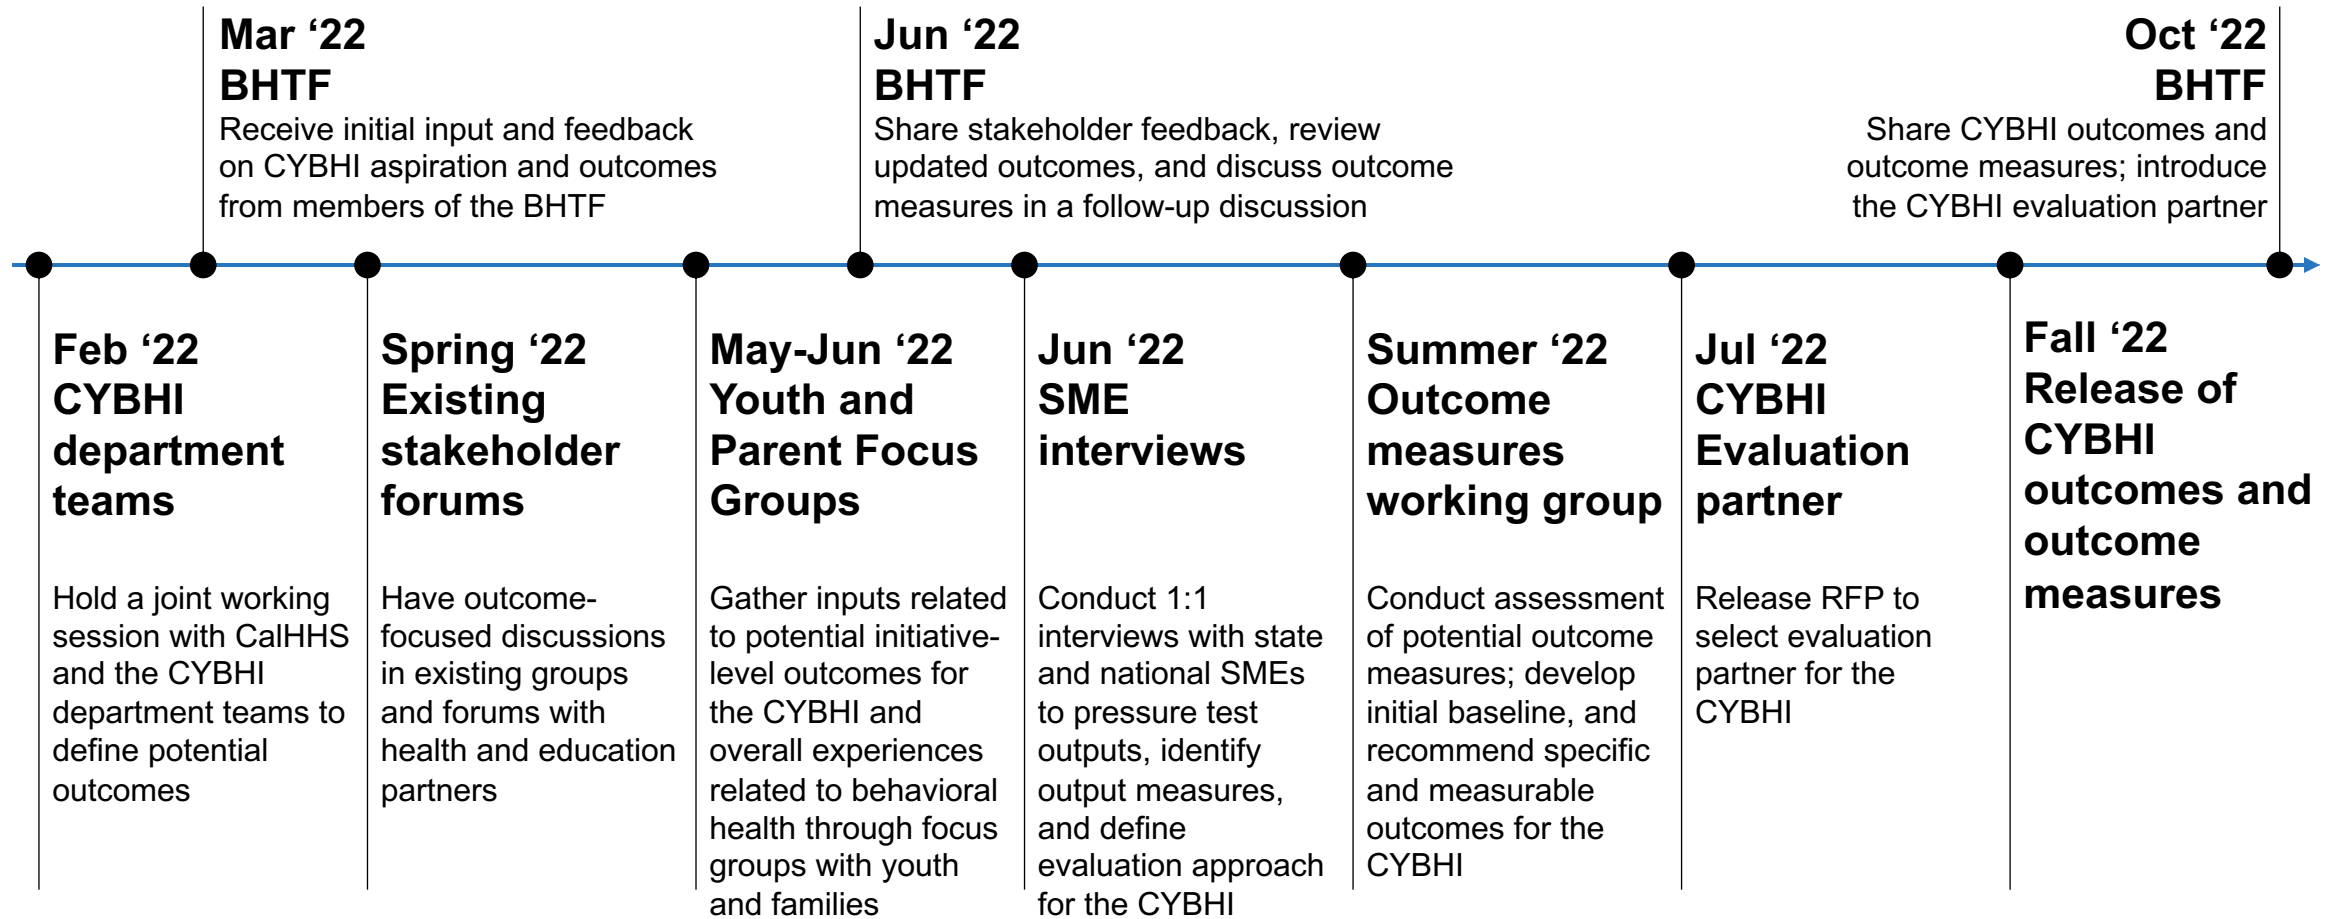 Mar ‘22
BHTF
Receive initial input and feedback
on CYBHI aspiration and outcomes
from members of the BHTF
Jun ‘22
BHTF
Share stakeholder feedback, review
updated outcomes, and discuss outcome
measures in a follow-up discussion
Oct ‘22
BHTF
Share CYBHI outcomes and
outcome measures; introduce
the CYBHI evaluation partner
Feb ‘22
CYBHI
department
teams
Hold a joint working
session with CalHHS
and the CYBHI
department teams to
define potential
outcomes
Spring ‘22
Existing
stakeholder
forums
Have outcome-
focused discussions
in existing groups
and forums with
health and education
partners
May-Jun ‘22
Youth and
Parent Focus
Groups
Gather inputs related
to potential initiative-
level outcomes for
the CYBHI and
overall experiences
related to behavioral
health through focus
groups with youth
and families
Jun ‘22
SME
interviews
Conduct 1:1
interviews with state
and national SMEs
to pressure test
outputs, identify
output measures,
and define
evaluation approach
for the CYBHI
Summer ‘22
Outcome
measures
working group
Conduct assessment
of potential outcome
measures; develop
initial baseline, and
recommend specific
and measurable
outcomes for the
CYBHI
Jul ‘22
CYBHI
Evaluation
partner
Release RFP to
select evaluation
partner for the
CYBHI
Fall ‘22
Release of
CYBHI
outcomes and
outcome
measures